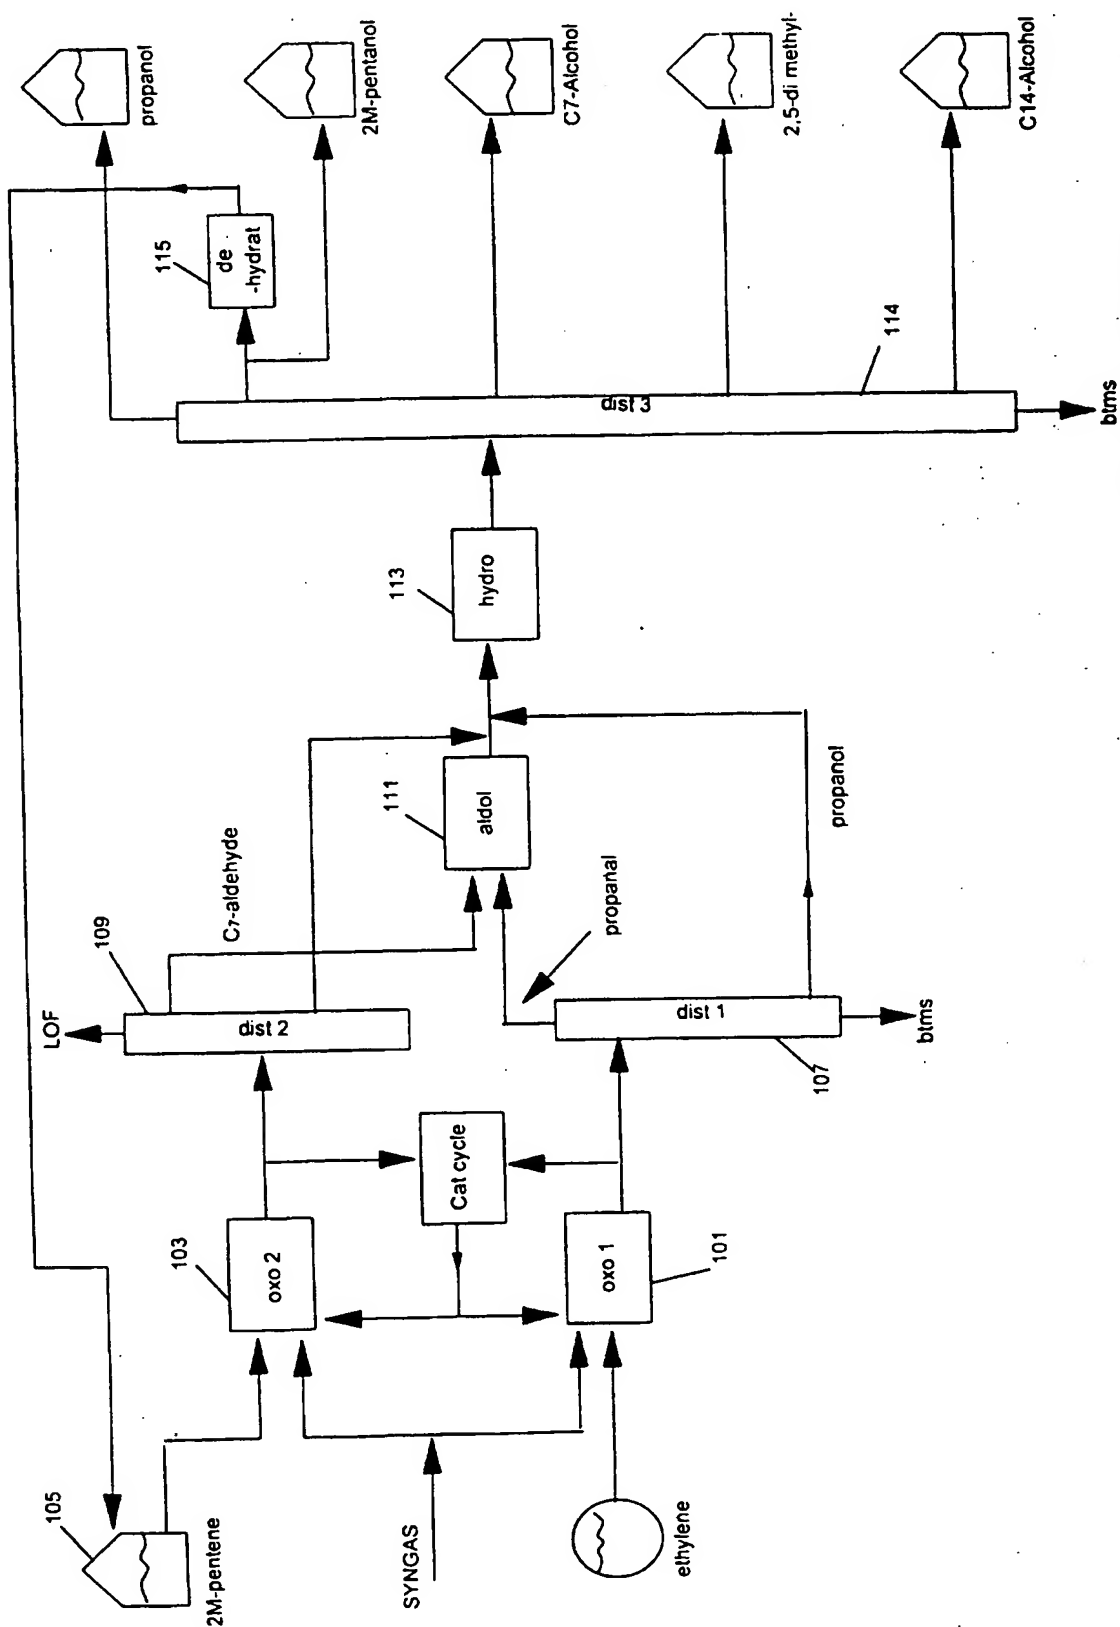 105
2M-pentene
SYNGAS
ethylene
103
oxo 2
oxo 1
101
Cat cycle
LOF
109
dist 2
dist 1
107
btms
C7-aldehyde
propanal
propanol
111
aldol
113
hydro
dist 3
114
btms
115
de
-hydrat
propanol
2M-pentanol
C7-Alcohol
2,5-di methyl-
C14-Alcohol